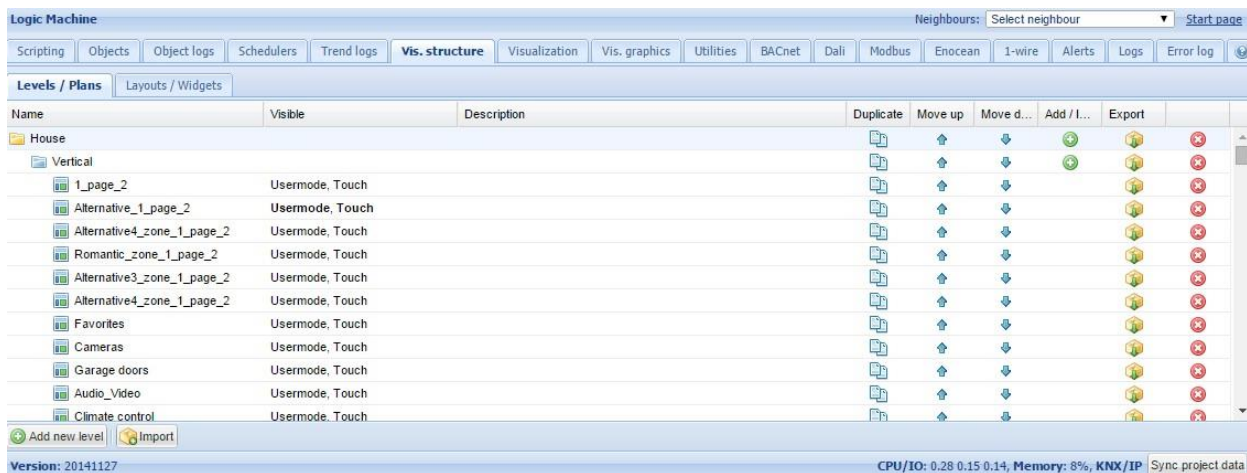 Logic Machine Neighbours: Select neighbour Start page
Scripting Objects Object logs Schedulers Trend logs Vis. structure Visualization Vis. graphics Utilities BACnet Dali Modbus Enocean 1-wire Alerts Logs Error log
Levels / Plans Layouts / Widgets
Name Visible Description Duplicate Move up Move d... Add / I... Export
House
Vertical
1_page_2 Usermode, Touch
Alternative_1_page_2 Usermode, Touch
Alternative4_zone_1_page_2 Usermode, Touch
Romantic_zone_1_page_2 Usermode, Touch
Alternative3_zone_1_page_2 Usermode, Touch
Alternative4_zone_1_page_2 Usermode, Touch
Favorites Usermode, Touch
Cameras Usermode, Touch
Garage doors Usermode, Touch
Audio_Video Usermode, Touch
Climate control Usermode, Touch
Add new level Import
Version: 20141127 CPU/IO: 0.28 0.15 0.14, Memory: 8%, KNX/IP Sync project data